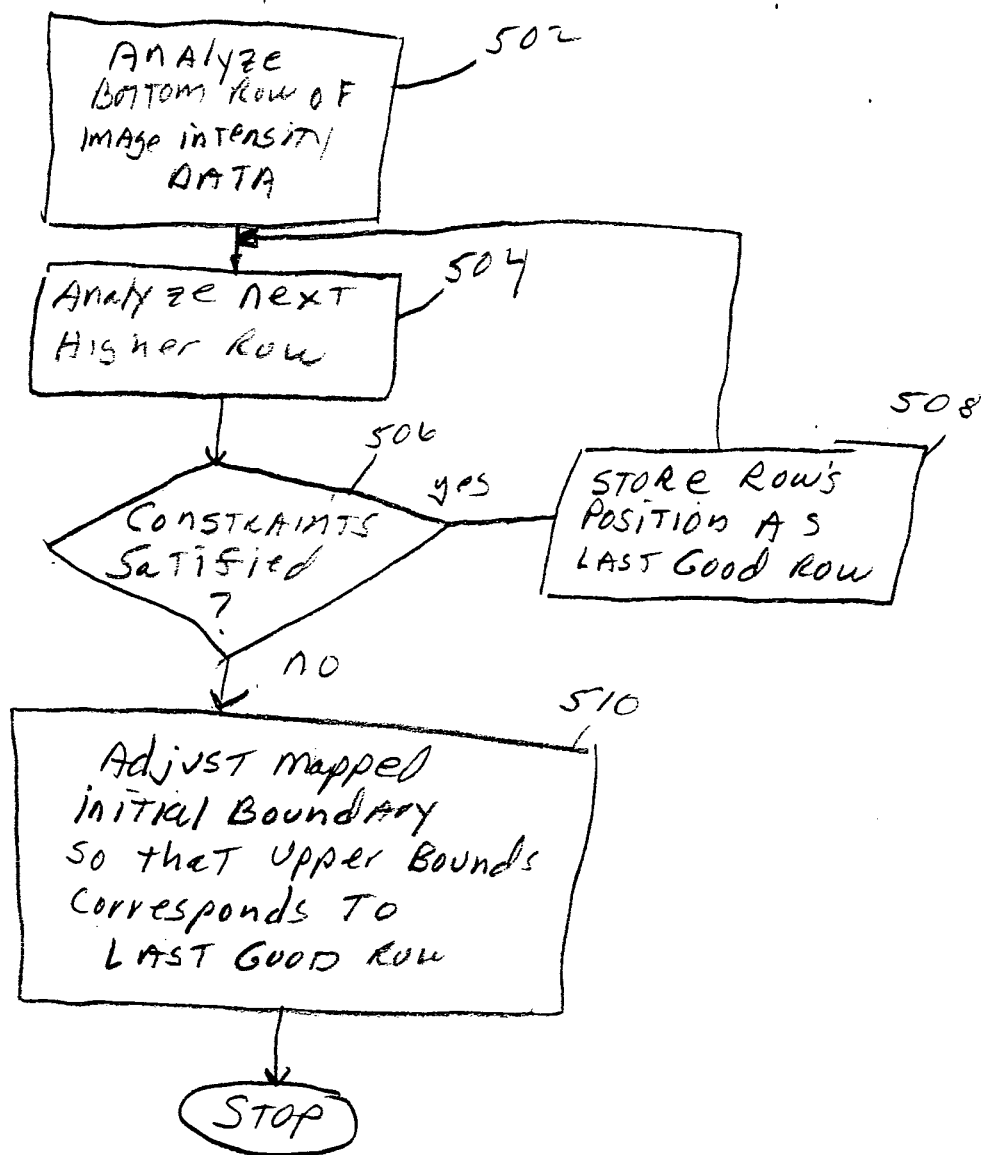 Analyze
Bottom Row of
Image intensity
DATA
502
Analyze next
Higher Row
504
Constraints
Satified
?
506
yes
no
STORE Row's
Position As
LAST Good Row
508
Adjust mapped
initial Boundary
So that Upper Bounds
Corresponds To
LAST GOOD Row
510
STOP